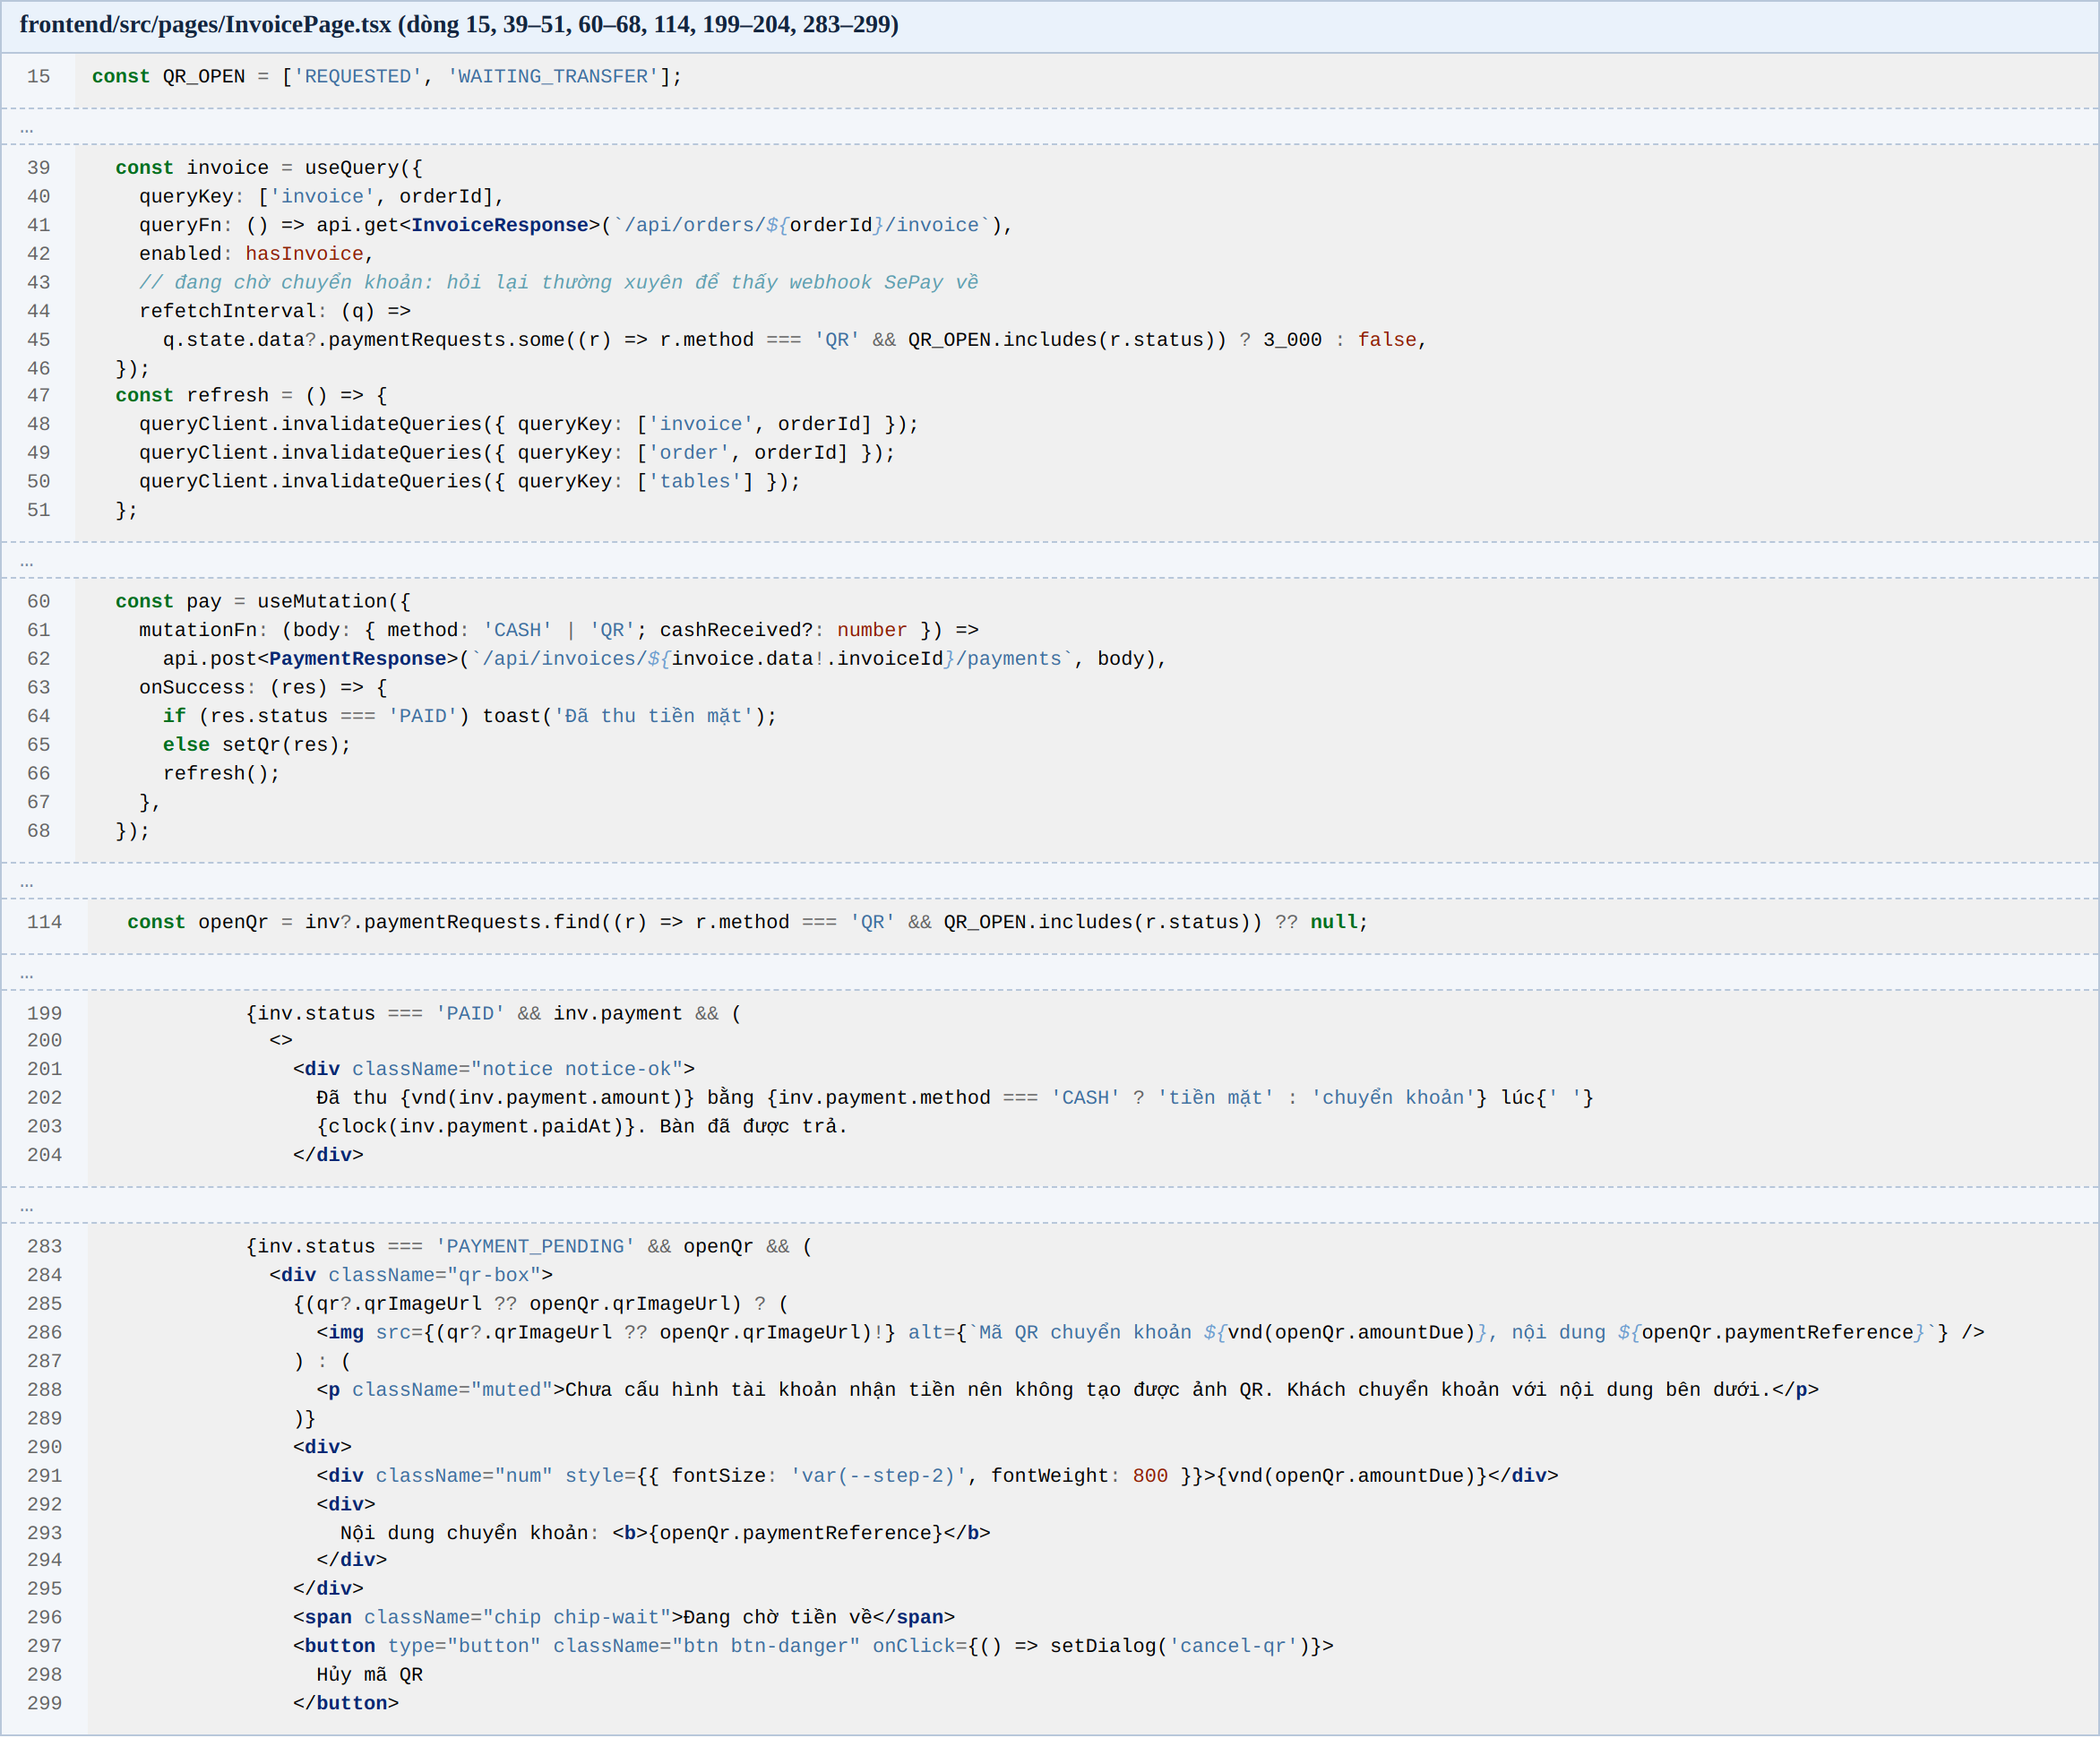 frontend/src/pages/InvoicePage.tsx (dòng 15, 39–51, 60–68, 114, 199–204, 283–299)
15 const QR_OPEN = ['REQUESTED', 'WAITING_TRANSFER'];
…
39   const invoice = useQuery({
40     queryKey: ['invoice', orderId],
41     queryFn: () => api.get<InvoiceResponse>(`/api/orders/${orderId}/invoice`),
42     enabled: hasInvoice,
43     // đang chờ chuyển khoản: hỏi lại thường xuyên để thấy webhook SePay về
44     refetchInterval: (q) =>
45       q.state.data?.paymentRequests.some((r) => r.method === 'QR' && QR_OPEN.includes(r.status)) ? 3_000 : false,
46   });
47   const refresh = () => {
48     queryClient.invalidateQueries({ queryKey: ['invoice', orderId] });
49     queryClient.invalidateQueries({ queryKey: ['order', orderId] });
50     queryClient.invalidateQueries({ queryKey: ['tables'] });
51   };
…
60   const pay = useMutation({
61     mutationFn: (body: { method: 'CASH' | 'QR'; cashReceived?: number }) =>
62       api.post<PaymentResponse>(`/api/invoices/${invoice.data!.invoiceId}/payments`, body),
63     onSuccess: (res) => {
64       if (res.status === 'PAID') toast('Đã thu tiền mặt');
65       else setQr(res);
66       refresh();
67     },
68   });
…
114   const openQr = inv?.paymentRequests.find((r) => r.method === 'QR' && QR_OPEN.includes(r.status)) ?? null;
…
199             {inv.status === 'PAID' && inv.payment && (
200               <>
201                 <div className="notice notice-ok">
202                   Đã thu {vnd(inv.payment.amount)} bằng {inv.payment.method === 'CASH' ? 'tiền mặt' : 'chuyển khoản'} lúc{' '}
203                   {clock(inv.payment.paidAt)}. Bàn đã được trả.
204                 </div>
…
283             {inv.status === 'PAYMENT_PENDING' && openQr && (
284               <div className="qr-box">
285                 {(qr?.qrImageUrl ?? openQr.qrImageUrl) ? (
286                   <img src={(qr?.qrImageUrl ?? openQr.qrImageUrl)!} alt={`Mã QR chuyển khoản ${vnd(openQr.amountDue)}, nội dung ${openQr.paymentReference}`} />
287                 ) : (
288                   <p className="muted">Chưa cấu hình tài khoản nhận tiền nên không tạo được ảnh QR. Khách chuyển khoản với nội dung bên dưới.</p>
289                 )}
290                 <div>
291                   <div className="num" style={{ fontSize: 'var(--step-2)', fontWeight: 800 }}>{vnd(openQr.amountDue)}</div>
292                   <div>
293                     Nội dung chuyển khoản: <b>{openQr.paymentReference}</b>
294                   </div>
295                 </div>
296                 <span className="chip chip-wait">Đang chờ tiền về</span>
297                 <button type="button" className="btn btn-danger" onClick={() => setDialog('cancel-qr')}>
298                   Hủy mã QR
299                 </button>